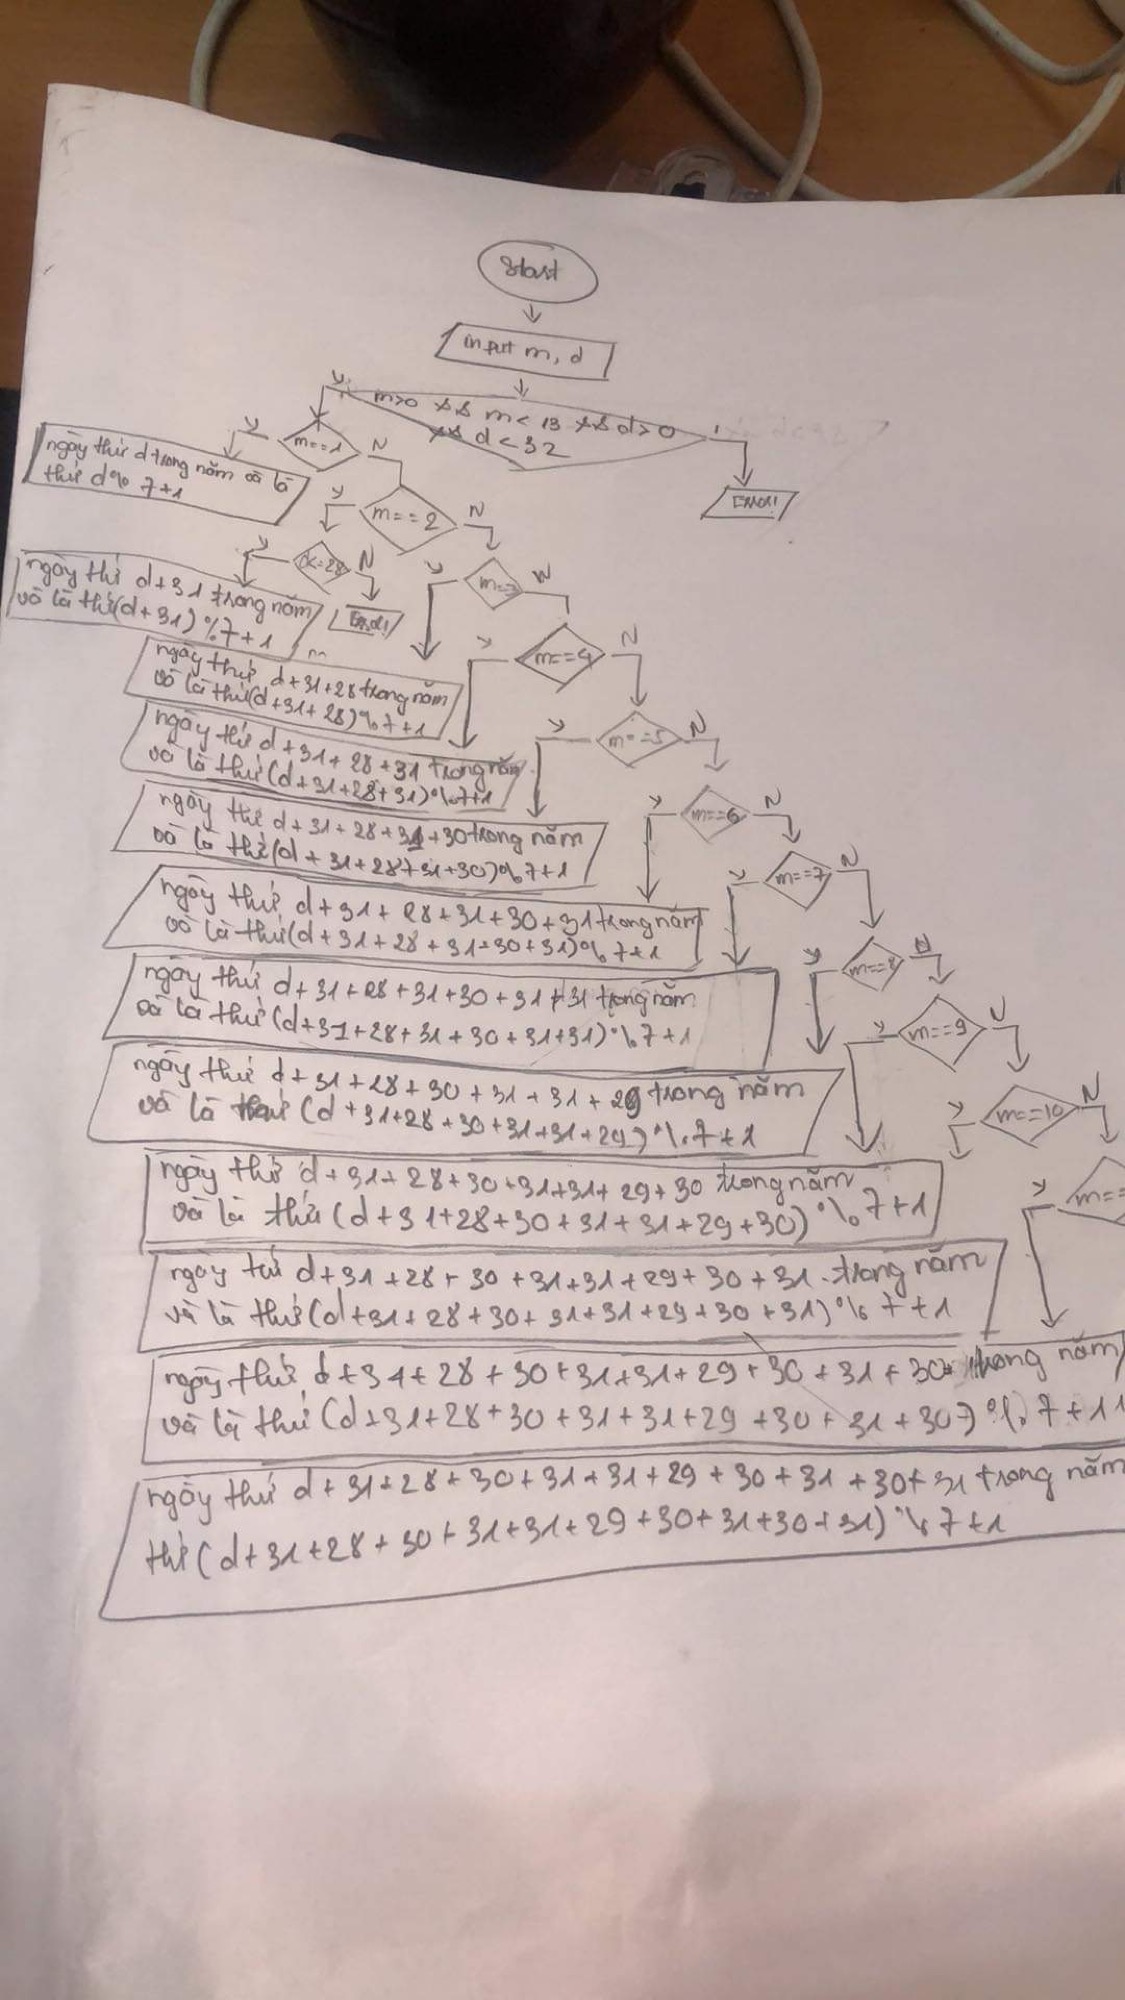 Start
input m, d
m>0 && m<13 && d>0
&& d<32
Error!
Y
m==1
N
ngày thứ d trong năm và là
thứ d%7+1
Y
m==2
N
Y
d<=28
N
Error!
ngày thứ d+31 trong năm
và là thứ(d+31)%7+1
Y
m==3
N
ngày thứ d+31+28 trong năm
và là thứ(d+31+28)%7+1
Y
m==4
N
ngày thứ d+31+28+31 trong năm
và là thứ(d+31+28+31)%7+1
Y
m==5
N
ngày thứ d+31+28+31+30 trong năm
và là thứ(d+31+28+31+30)%7+1
Y
m==6
N
ngày thứ d+31+28+31+30+31 trong năm
và là thứ(d+31+28+31+30+31)%7+1
Y
m==7
N
ngày thứ d+31+28+31+30+31+31 trong năm
và là thứ(d+31+28+31+30+31+31)%7+1
Y
m==8
N
ngày thứ d+31+28+30+31+31+29 trong năm
và là thứ (d+31+28+30+31+31+29)%7+1
Y
m==9
N
ngày thứ d+31+28+30+31+31+29+30 trong năm
và là thứ (d+31+28+30+31+31+29+30)%7+1
Y
m==10
N
ngày thứ d+31+28+30+31+31+29+30+31 trong năm
và là thứ(d+31+28+30+31+31+29+30+31)%7+1
Y
m==
ngày thứ d+31+28+30+31+31+29+30+31+30 trong năm
và là thứ (d+31+28+30+31+31+29+30+31+30)%7+1
ngày thứ d+31+28+30+31+31+29+30+31+30+31 trong năm
thứ (d+31+28+30+31+31+29+30+31+30+31)%7+1